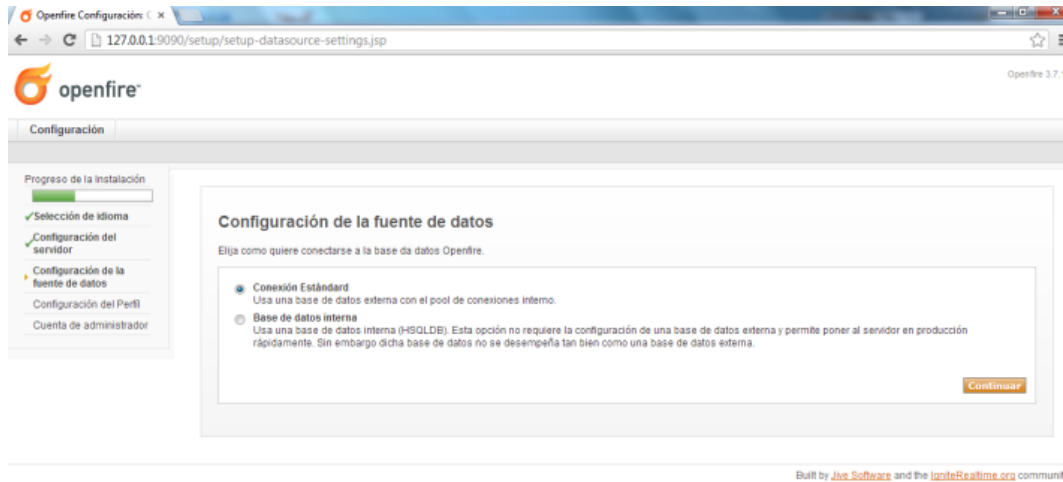 Openfire Configuración: C
127.0.0.1:9090/setup/setup-datasource-settings.jsp
openfire™
Openfire 3.7.
Configuración
Progreso de la Instalación
Selección de idioma
Configuración del
servidor
Configuración de la
fuente de datos
Configuración del Perfil
Cuenta de administrador
Configuración de la fuente de datos
Elija como quiere conectarse a la base da datos Openfire.
Conexión Estándard
Usa una base de datos externa con el pool de conexiones interno.
Base de datos interna
Usa una base de datos interna (HSQLDB). Esta opción no requiere la configuración de una base de datos externa y permite poner al servidor en producción
rápidamente. Sin embargo dicha base de datos no se desempeña tan bien como una base de datos externa.
Continuar
Built by Jive Software and the IgniteRealtime.org communit